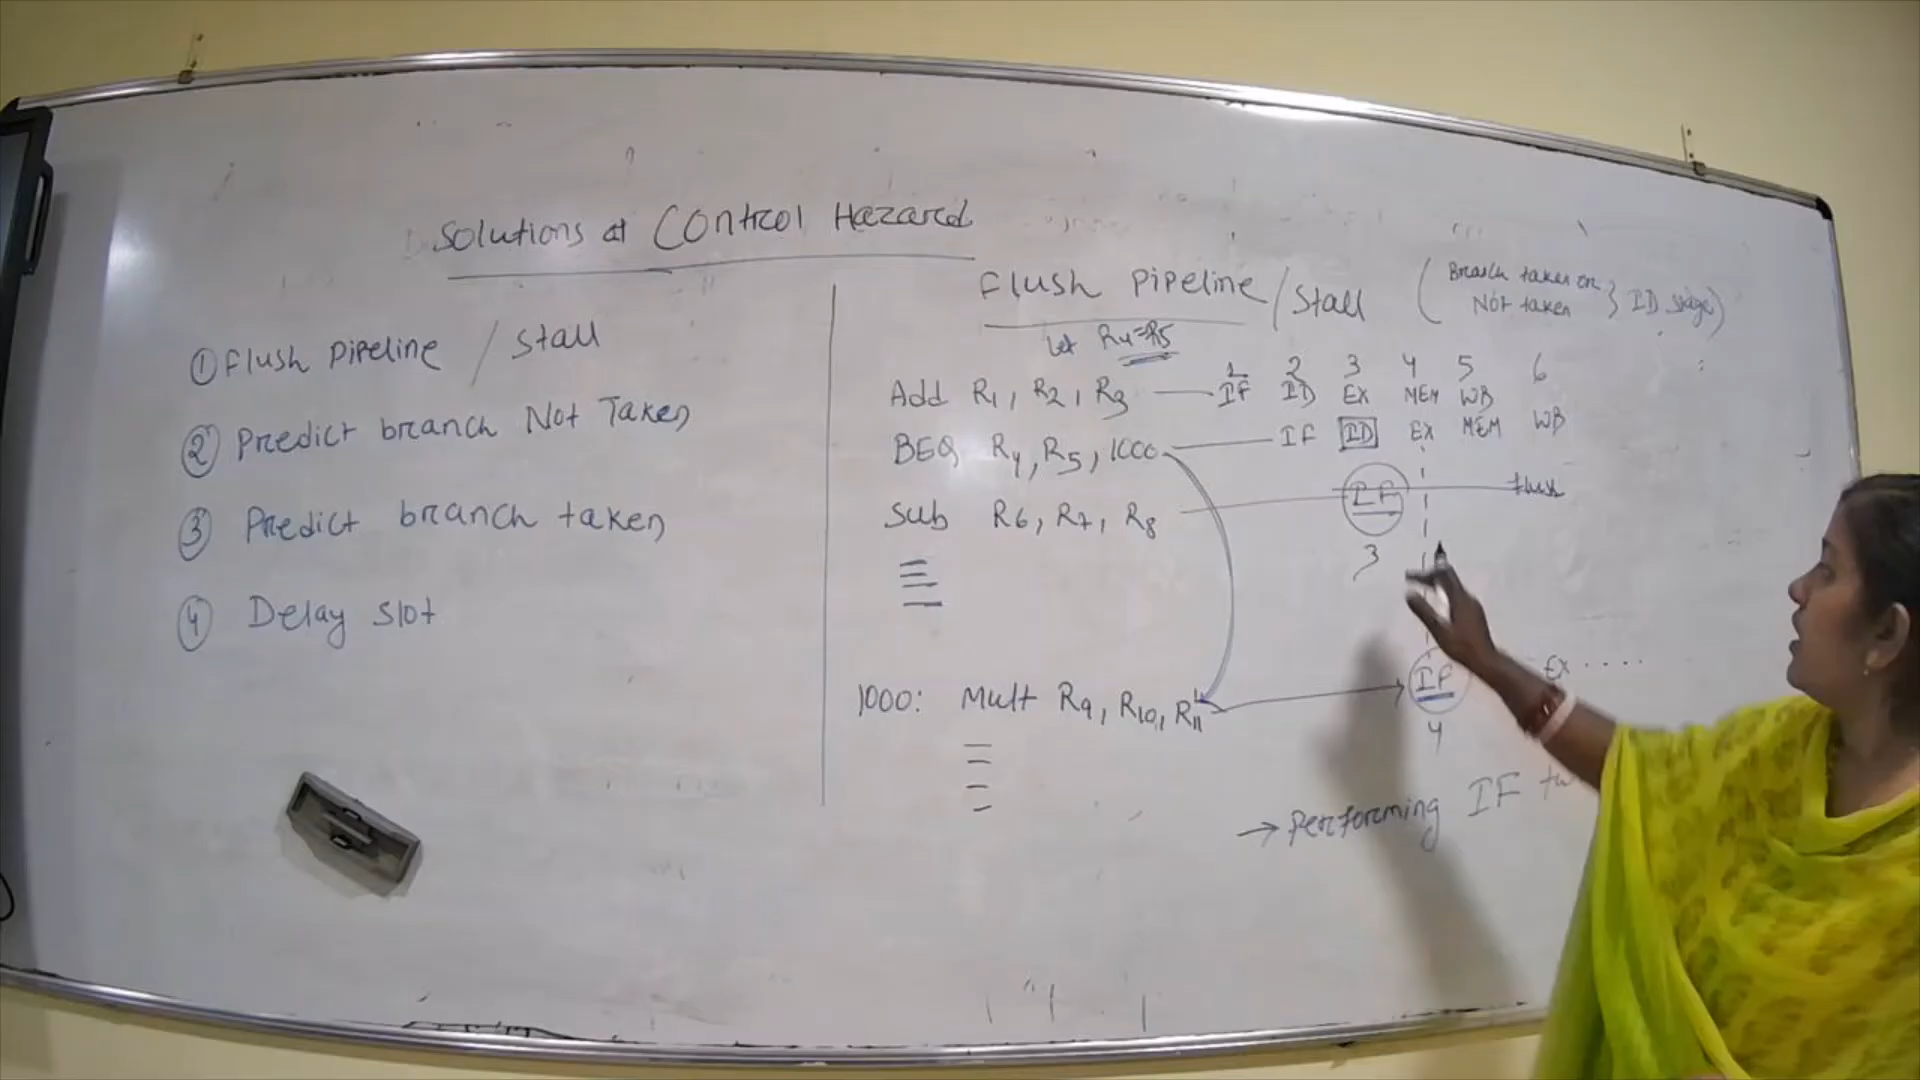 Solutions at Control Hazard
① Flush Pipeline / Stall
② Predict branch Not Taken
③ Predict branch taken
④ Delay slot
Flush Pipeline / Stall (Branch taken or Not taken } ID stage)
Let R4=R5
1 2 3 4 5 6
Add R1, R2, R3 — IF ID EX MEM WB
BEQ R4, R5, 1000 — IF ID EX MEM WB
Sub R6, R7, R8 — IF flush
3
1000: Mult R9, R10, R11 → IF EX ....
4
→ Performing IF